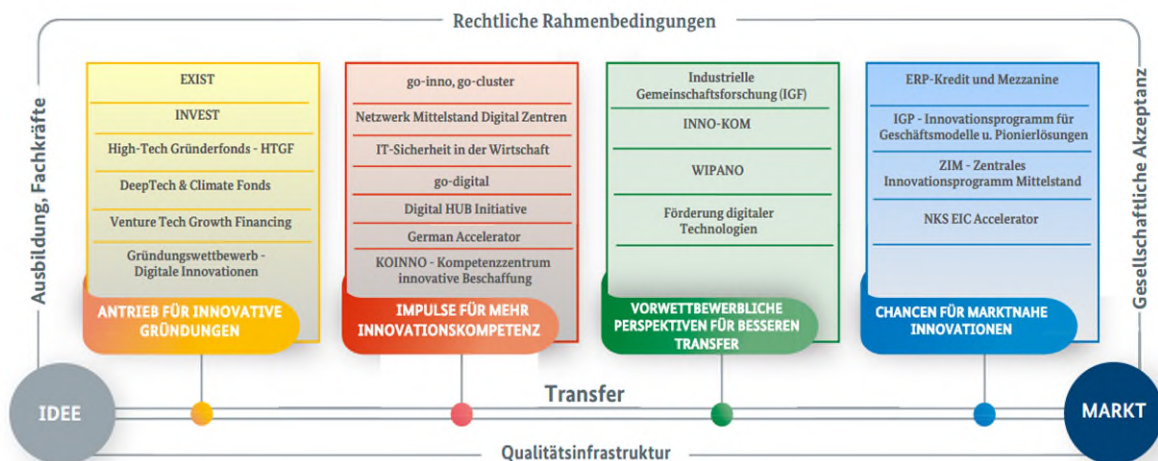 Rechtliche Rahmenbedingungen
Ausbildung, Fachkräfte
EXIST
INVEST
High-Tech Gründerfonds - HTGF
DeepTech & Climate Fonds
Venture Tech Growth Financing
Gründungswettbewerb -
Digitale Innovationen
ANTRIEB FÜR INNOVATIVE
GRÜNDUNGEN
go-inno, go-cluster
Netzwerk Mittelstand Digital Zentren
IT-Sicherheit in der Wirtschaft
go-digital
Digital HUB Initiative
German Accelerator
KOINNO - Kompetenzzentrum
innovative Beschaffung
IMPULSE FÜR MEHR
INNOVATIONSKOMPETENZ
Industrielle
Gemeinschaftsforschung (IGF)
INNO-KOM
WIPANO
Förderung digitaler
Technologien
VORWETTBEWERBLICHE
PERSPEKTIVEN FÜR BESSEREN
TRANSFER
ERP-Kredit und Mezzanine
IGP - Innovationsprogramm für
Geschäftsmodelle u. Pionierlösungen
ZIM - Zentrales
Innovationsprogramm Mittelstand
NKS EIC Accelerator
CHANCEN FÜR MARKTNAHE
INNOVATIONEN
Gesellschaftliche Akzeptanz
IDEE
Transfer
MARKT
Qualitätsinfrastruktur